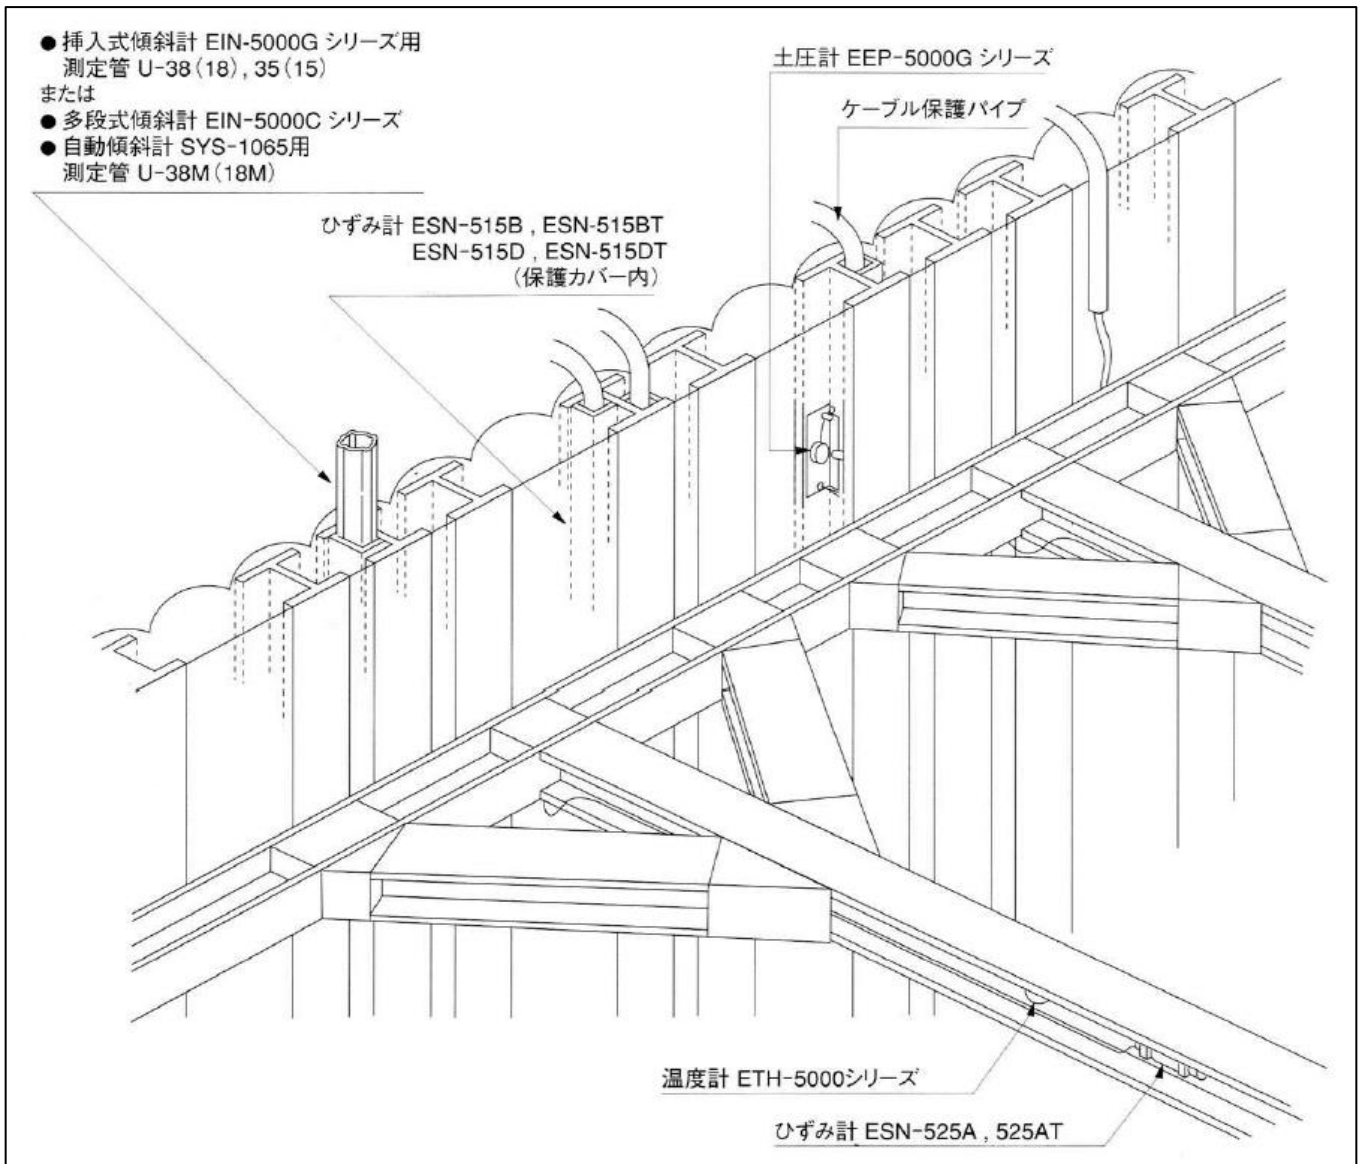 ● 挿入式傾斜計 EIN-5000G シリーズ用
測定管 U-38(18) , 35(15)
または
● 多段式傾斜計 EIN-5000C シリーズ
● 自動傾斜計 SYS-1065用
測定管 U-38M(18M)
土圧計 EEP-5000G シリーズ
ケーブル保護パイプ
ひずみ計 ESN-515B , ESN-515BT
ESN-515D , ESN-515DT
(保護カバー内)
温度計 ETH-5000シリーズ
ひずみ計 ESN-525A , 525AT